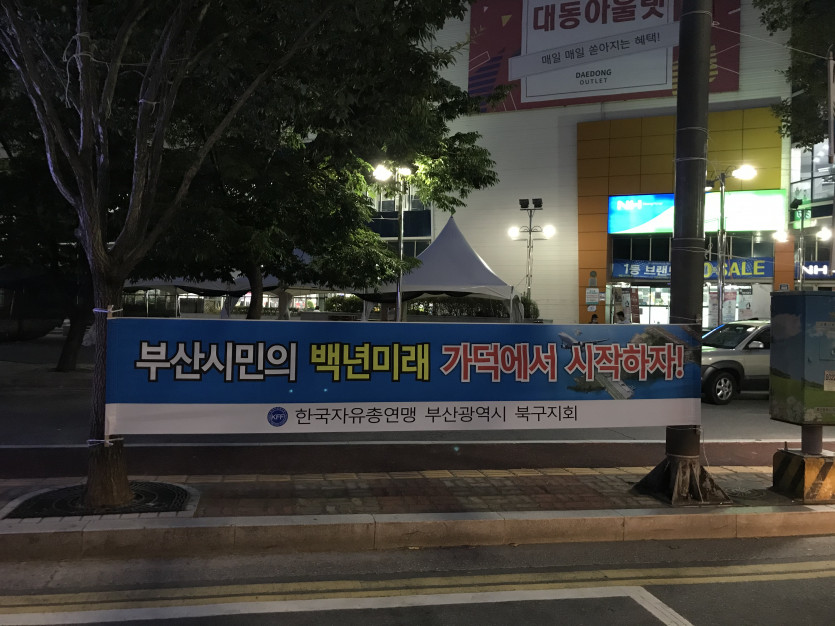 대동아울렛
매일 매일 쏟아지는 혜택!
DAEDONG
OUTLET
NH
1층 브랜
SALE
NH
부산시민의 백년미래 가덕에서 시작하자!
KFF 한국자유총연맹 부산광역시 북구지회